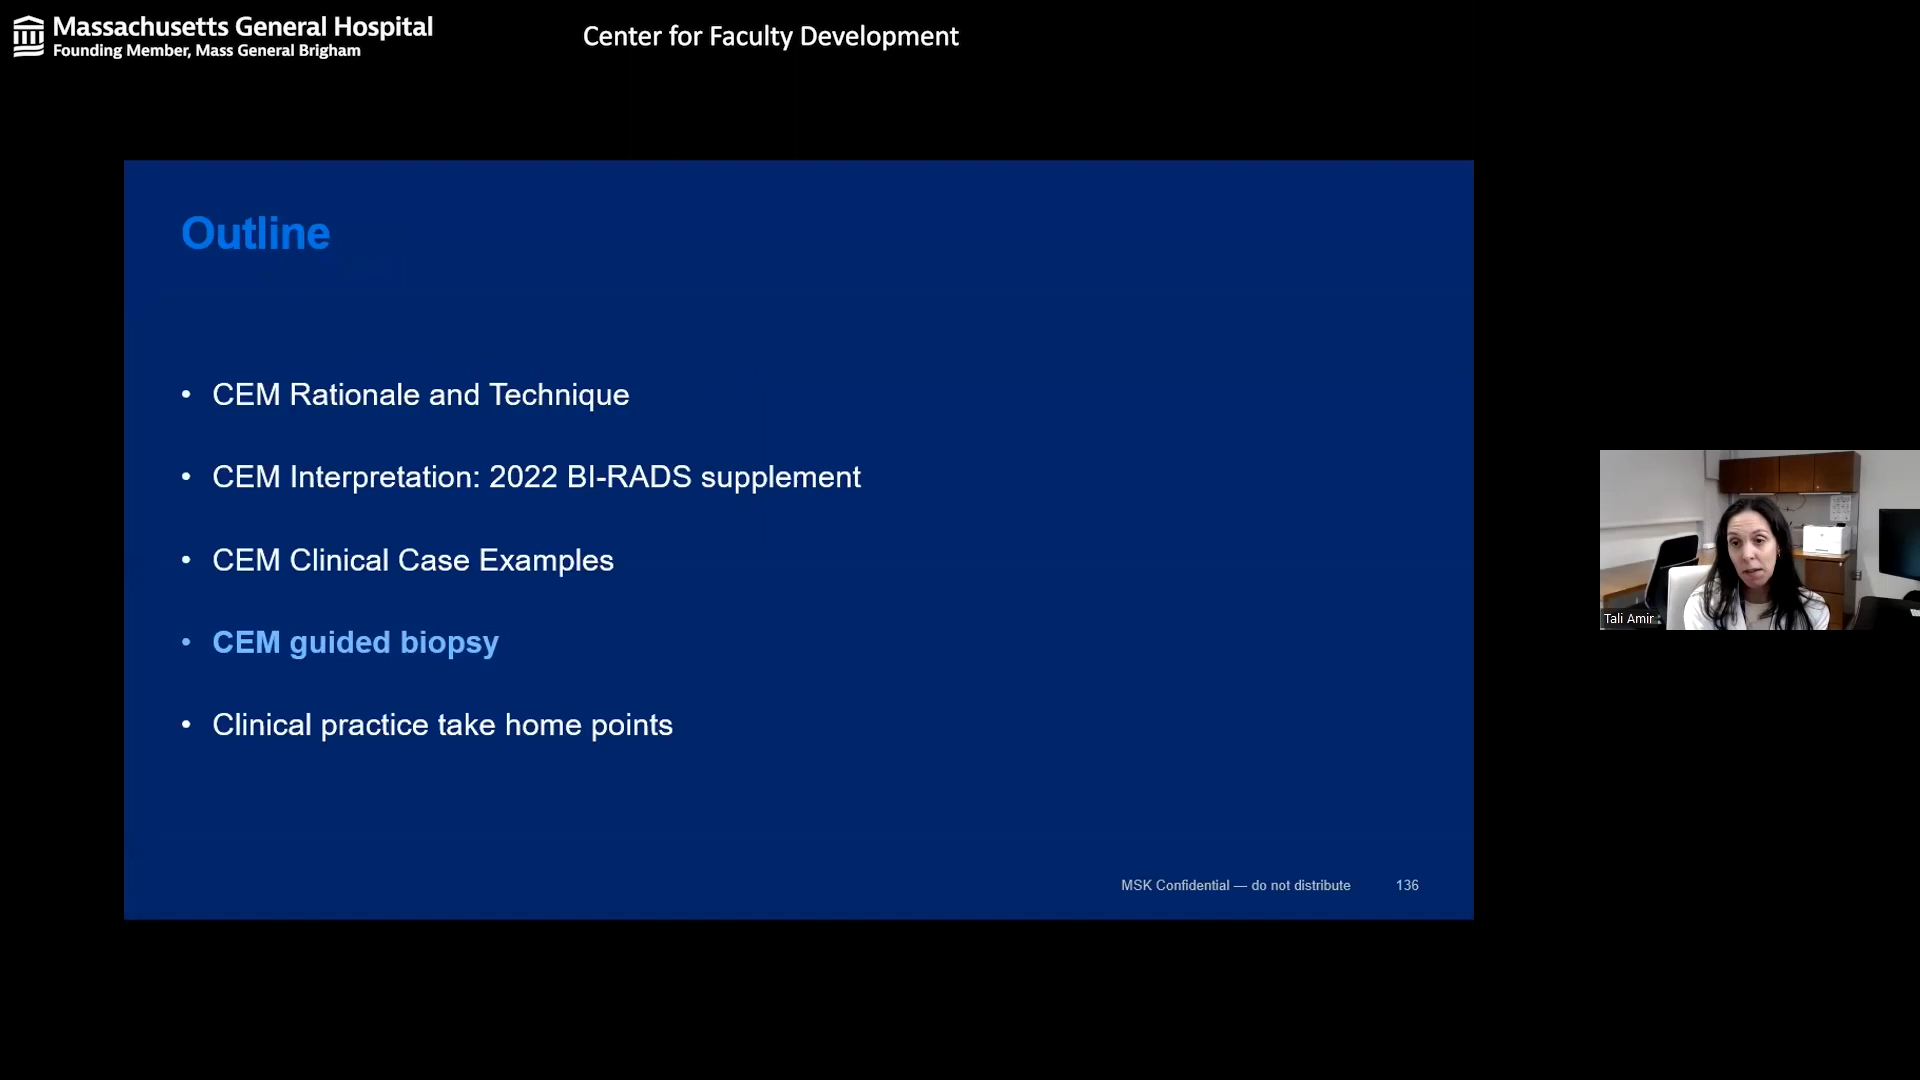 Massachusetts General Hospital
Founding Member, Mass General Brigham
Center for Faculty Development
Outline
• CEM Rationale and Technique
• CEM Interpretation: 2022 BI-RADS supplement
• CEM Clinical Case Examples
• CEM guided biopsy
• Clinical practice take home points
MSK Confidential — do not distribute 136
Tali Amir